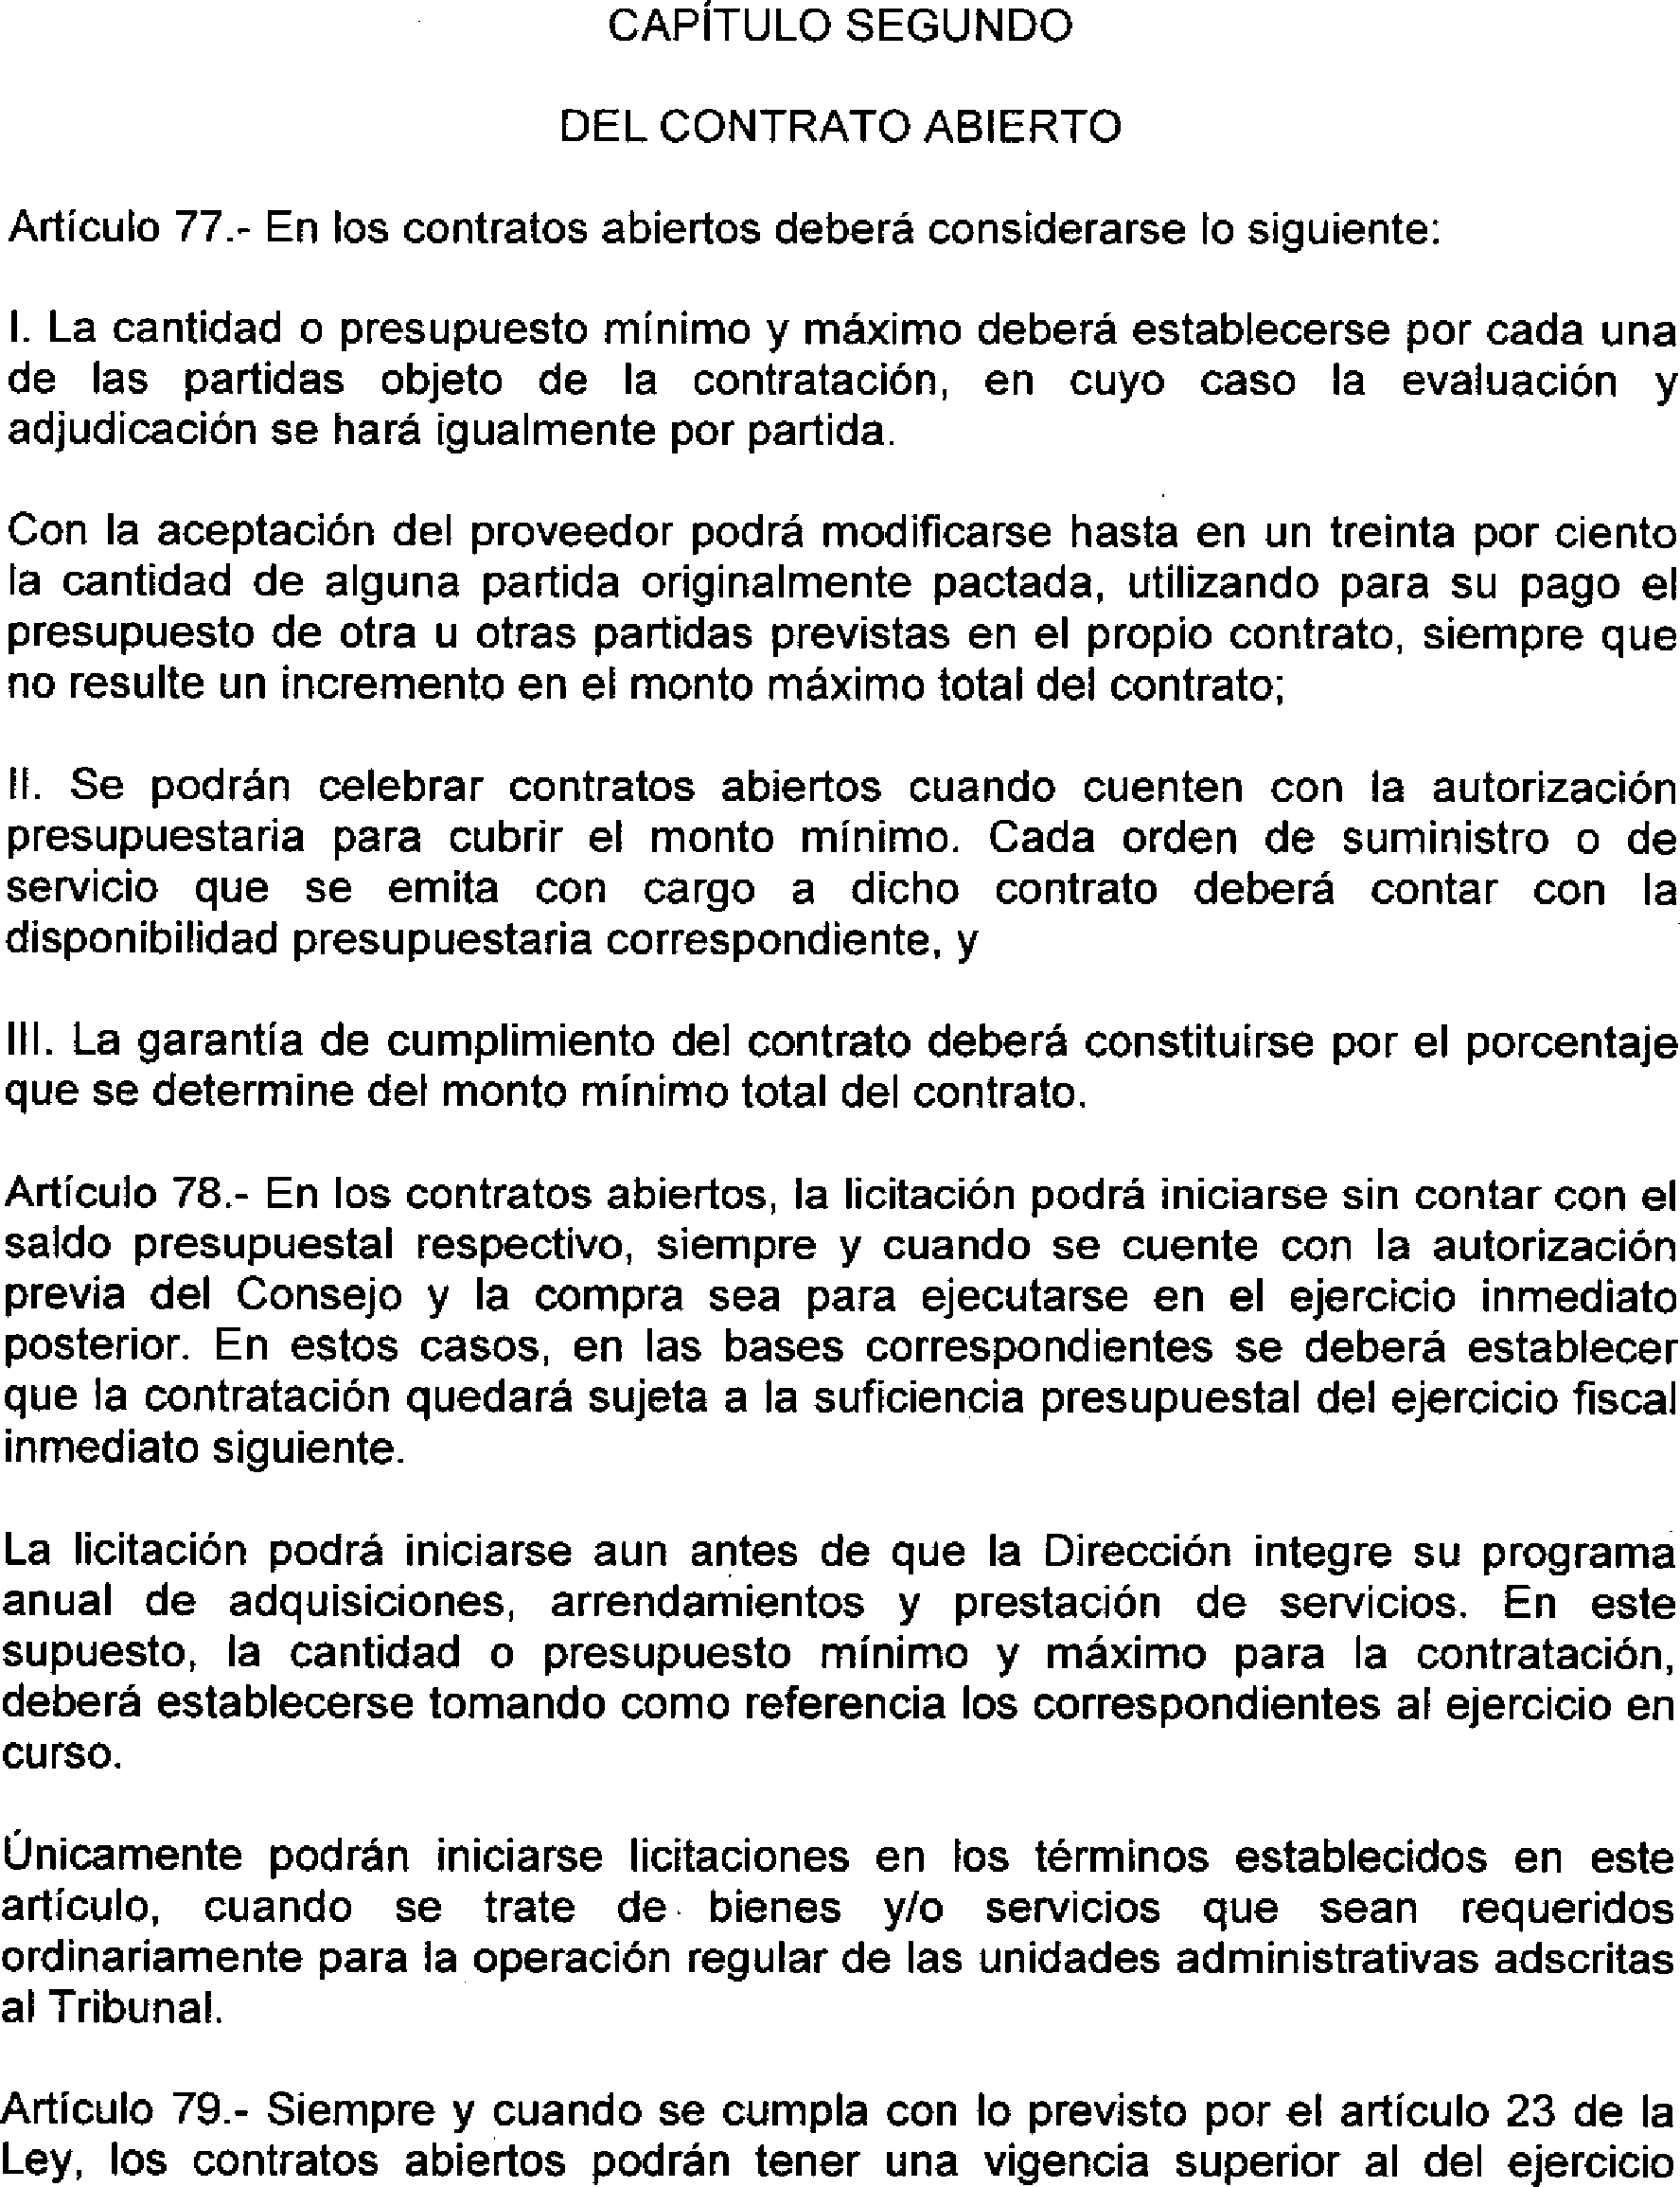 CAPÍTULO SEGUNDO
DEL CONTRATO ABIERTO
Artículo 77.- En los contratos abiertos deberá considerarse lo siguiente:
I. La cantidad o presupuesto mínimo y máximo deberá establecerse por cada una
de las partidas objeto de la contratación, en cuyo caso la evaluación y
adjudicación se hará igualmente por partida.
Con la aceptación del proveedor podrá modificarse hasta en un treinta por ciento
la cantidad de alguna partida originalmente pactada, utilizando para su pago el
presupuesto de otra u otras partidas previstas en el propio contrato, siempre que
no resulte un incremento en el monto máximo total del contrato;
II. Se podrán celebrar contratos abiertos cuando cuenten con la autorización
presupuestaria para cubrir el monto mínimo. Cada orden de suministro o de
servicio que se emita con cargo a dicho contrato deberá contar con la
disponibilidad presupuestaria correspondiente, y
III. La garantía de cumplimiento del contrato deberá constituirse por el porcentaje
que se determine del monto mínimo total del contrato.
Artículo 78.- En los contratos abiertos, la licitación podrá iniciarse sin contar con el
saldo presupuestal respectivo, siempre y cuando se cuente con la autorización
previa del Consejo y la compra sea para ejecutarse en el ejercicio inmediato
posterior. En estos casos, en las bases correspondientes se deberá establecer
que la contratación quedará sujeta a la suficiencia presupuestal del ejercicio fiscal
inmediato siguiente.
La licitación podrá iniciarse aun antes de que la Dirección integre su programa
anual de adquisiciones, arrendamientos y prestación de servicios. En este
supuesto, la cantidad o presupuesto mínimo y máximo para la contratación,
deberá establecerse tomando como referencia los correspondientes al ejercicio en
curso.
Únicamente podrán iniciarse licitaciones en los términos establecidos en este
artículo, cuando se trate de bienes y/o servicios que sean requeridos
ordinariamente para la operación regular de las unidades administrativas adscritas
al Tribunal.
Artículo 79.- Siempre y cuando se cumpla con lo previsto por el artículo 23 de la
Ley, los contratos abiertos podrán tener una vigencia superior al del ejercicio